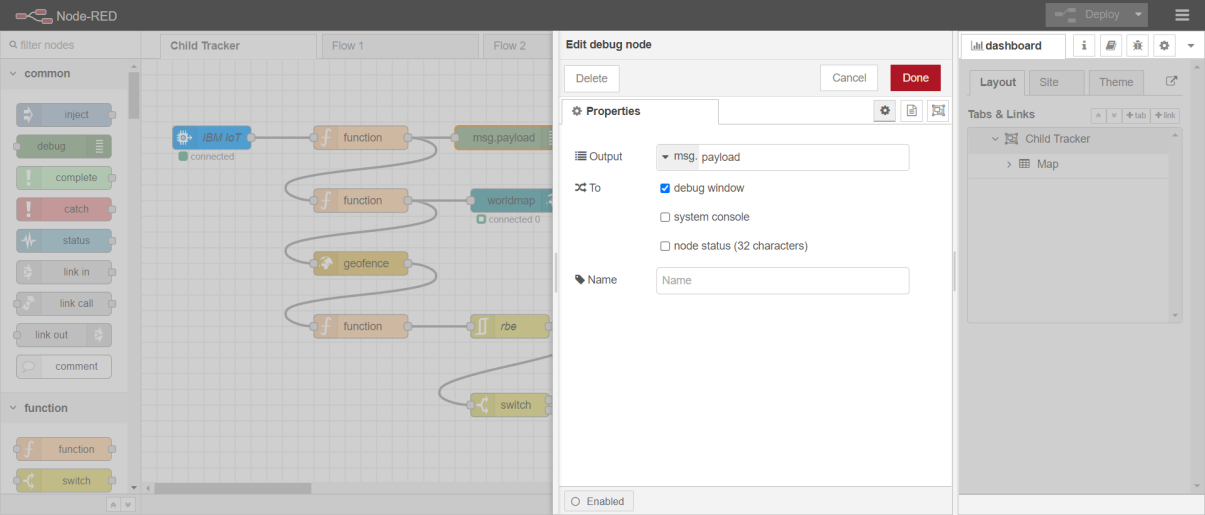 Node-RED
Deploy
filter nodes
common
inject
debug
complete
catch
status
link in
link call
link out
comment
function
function
switch
Child Tracker
Flow 1
Flow 2
IBM IoT
connected
function
msg.payload
function
worldmap
connected 0
geofence
function
rbe
switch
Edit debug node
Delete
Cancel
Done
Properties
Output
msg. payload
To
debug window
system console
node status (32 characters)
Name
Name
Enabled
dashboard
i
Layout
Site
Theme
Tabs & Links
+tab
+link
Child Tracker
Map